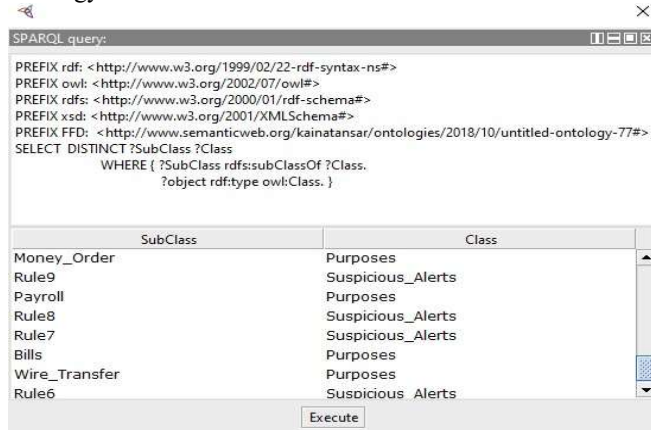 SPARQL query:
PREFIX rdf: <http://www.w3.org/1999/02/22-rdf-syntax-ns#>
PREFIX owl: <http://www.w3.org/2002/07/owl#>
PREFIX rdfs: <http://www.w3.org/2000/01/rdf-schema#>
PREFIX xsd: <http://www.w3.org/2001/XMLSchema#>
PREFIX FFD: <http://www.semanticweb.org/kainatansar/ontologies/2018/10/untitled-ontology-77#>
SELECT DISTINCT ?SubClass ?Class
WHERE { ?SubClass rdfs:subClassOf ?Class.
?object rdf:type owl:Class. }
SubClass Class
Money_Order Purposes
Rule9 Suspicious_Alerts
Payroll Purposes
Rule8 Suspicious_Alerts
Rule7 Suspicious_Alerts
Bills Purposes
Wire_Transfer Purposes
Rule6 Suspicious_Alerts
Execute